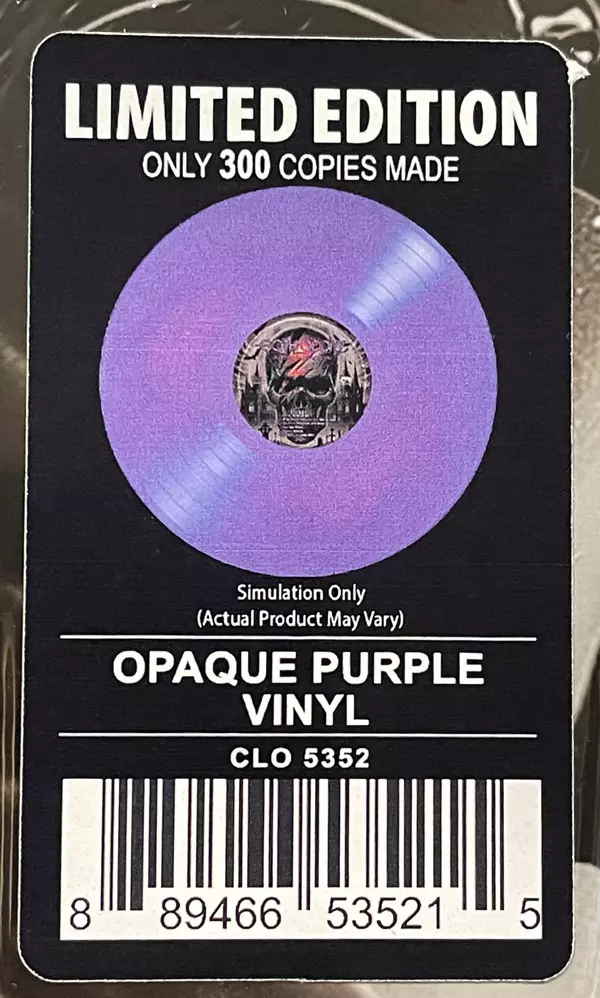 LIMITED EDITION
ONLY 300 COPIES MADE
Simulation Only
(Actual Product May Vary)
OPAQUE PURPLE
VINYL
CLO 5352
8 89466 53521 5